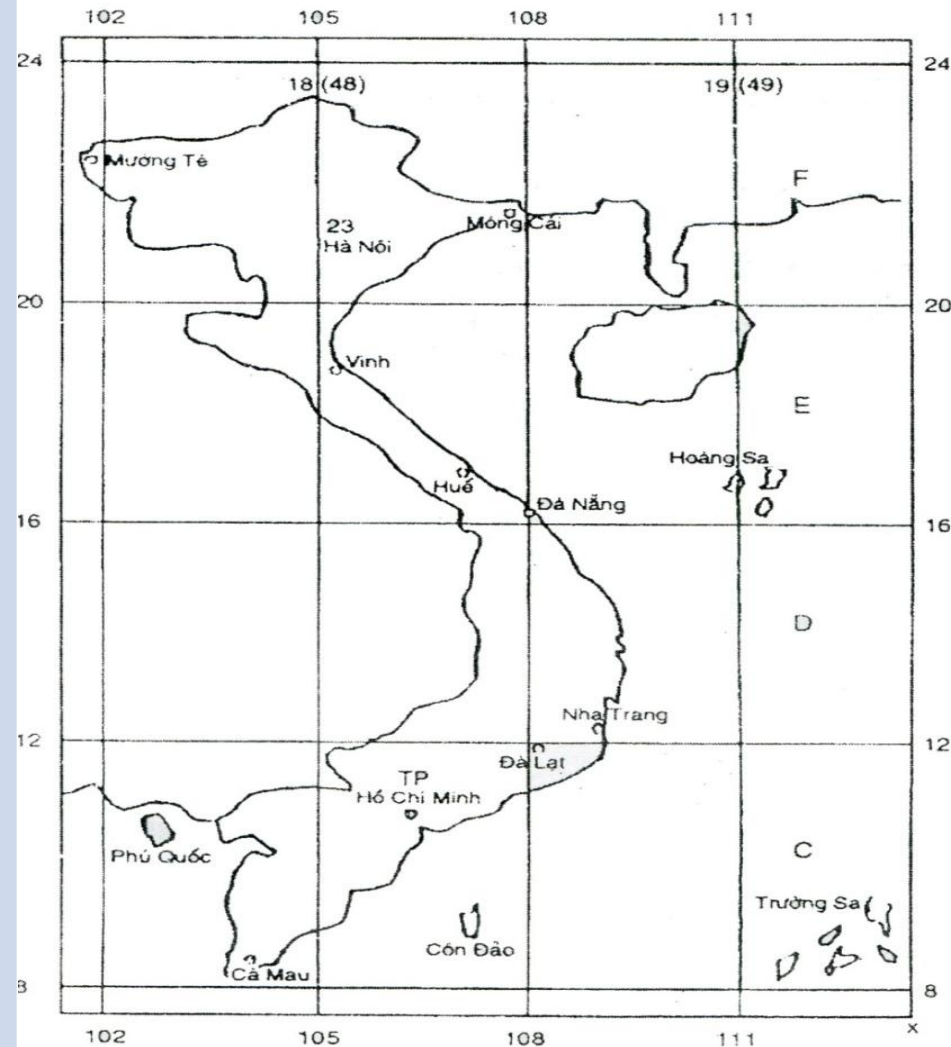 102 105 108 111
24 24
18 (48) 19 (49)
Mường Tè
F
23
Móng Cái
Hà Nội
20 20
Vinh
E
Hoàng Sa
Huế
Đà Nẵng
16 16
D
Nha Trang
12 12
Đà Lạt
TP
Hồ Chí Minh
C
Phú Quốc
Trường Sa
Côn Đảo
Cà Mau
8 8
102 105 108 111 x